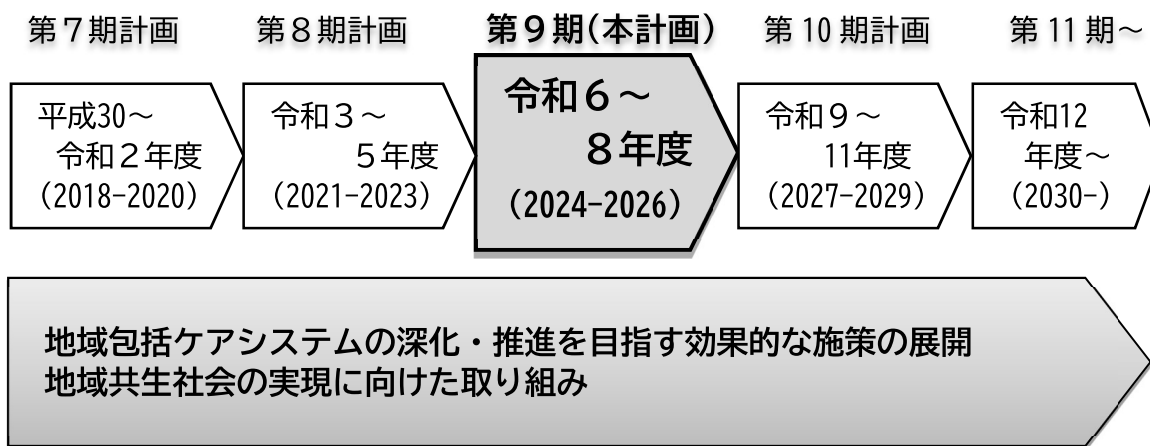 第７期計画
第８期計画
第９期(本計画)
第10期計画
第11期～
平成30～
令和２年度
(2018-2020)
令和３～
５年度
(2021-2023)
令和６～
８年度
(2024-2026)
令和９～
11年度
(2027-2029)
令和12
年度～
(2030-)
地域包括ケアシステムの深化・推進を目指す効果的な施策の展開
地域共生社会の実現に向けた取り組み